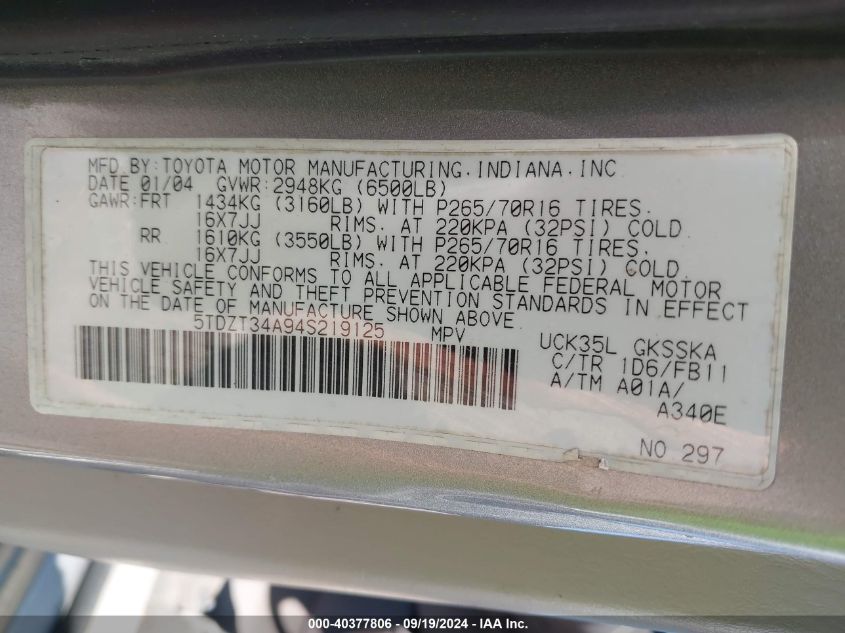 MFD.BY:TOYOTA MOTOR MANUFACTURING.INDIANA.INC
DATE 01/04 GVWR:2948KG (6500LB)
GAWR:FRT 1434KG (3160LB) WITH P265/70R16 TIRES.
16X7JJ RIMS. AT 220KPA (32PSI) COLD.
RR 1610KG (3550LB) WITH P265/70R16 TIRES.
16X7JJ RIMS. AT 220KPA (32PSI) COLD.
THIS VEHICLE CONFORMS TO ALL APPLICABLE FEDERAL MOTOR
VEHICLE SAFETY AND THEFT PREVENTION STANDARDS IN EFFECT
ON THE DATE OF MANUFACTURE SHOWN ABOVE.
5TDZT34A94S219125 MPV
UCK35L GKSSKA
C/TR 1D6/FB11
A/TM A01A/
A340E
NO 297
000-40377806 - 09/19/2024 - IAA Inc.